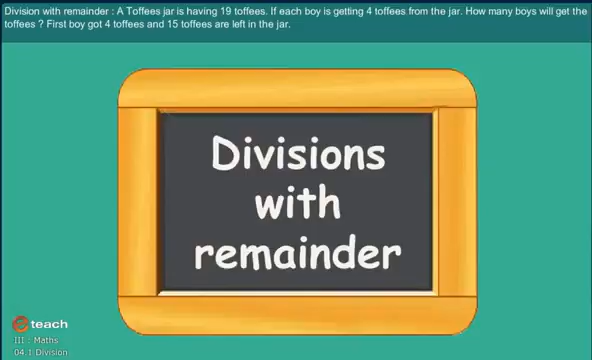 Division with remainder : A Toffees jar is having 19 toffees. If each boy is getting 4 toffees from the jar. How many boys will get the
toffees ? First boy got 4 toffees and 15 toffees are left in the jar.
Divisions
with
remainder
e teach
III : Maths
04.1 Division